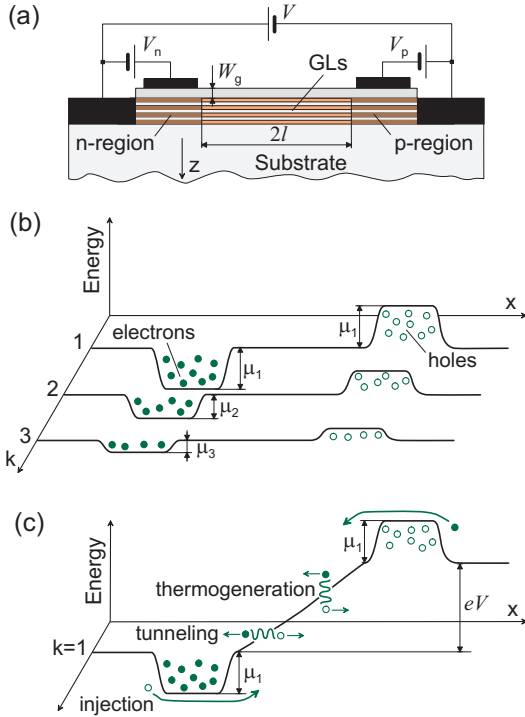 (a)
V
Vₙ
Vₚ
W_g
GLs
n-region
2l
p-region
z
Substrate
(b)
Energy
x
1
electrons
μ₁
μ₁
holes
2
μ₂
3
μ₃
k
(c)
Energy
μ₁
thermogeneration
eV
x
tunneling
k=1
μ₁
injection